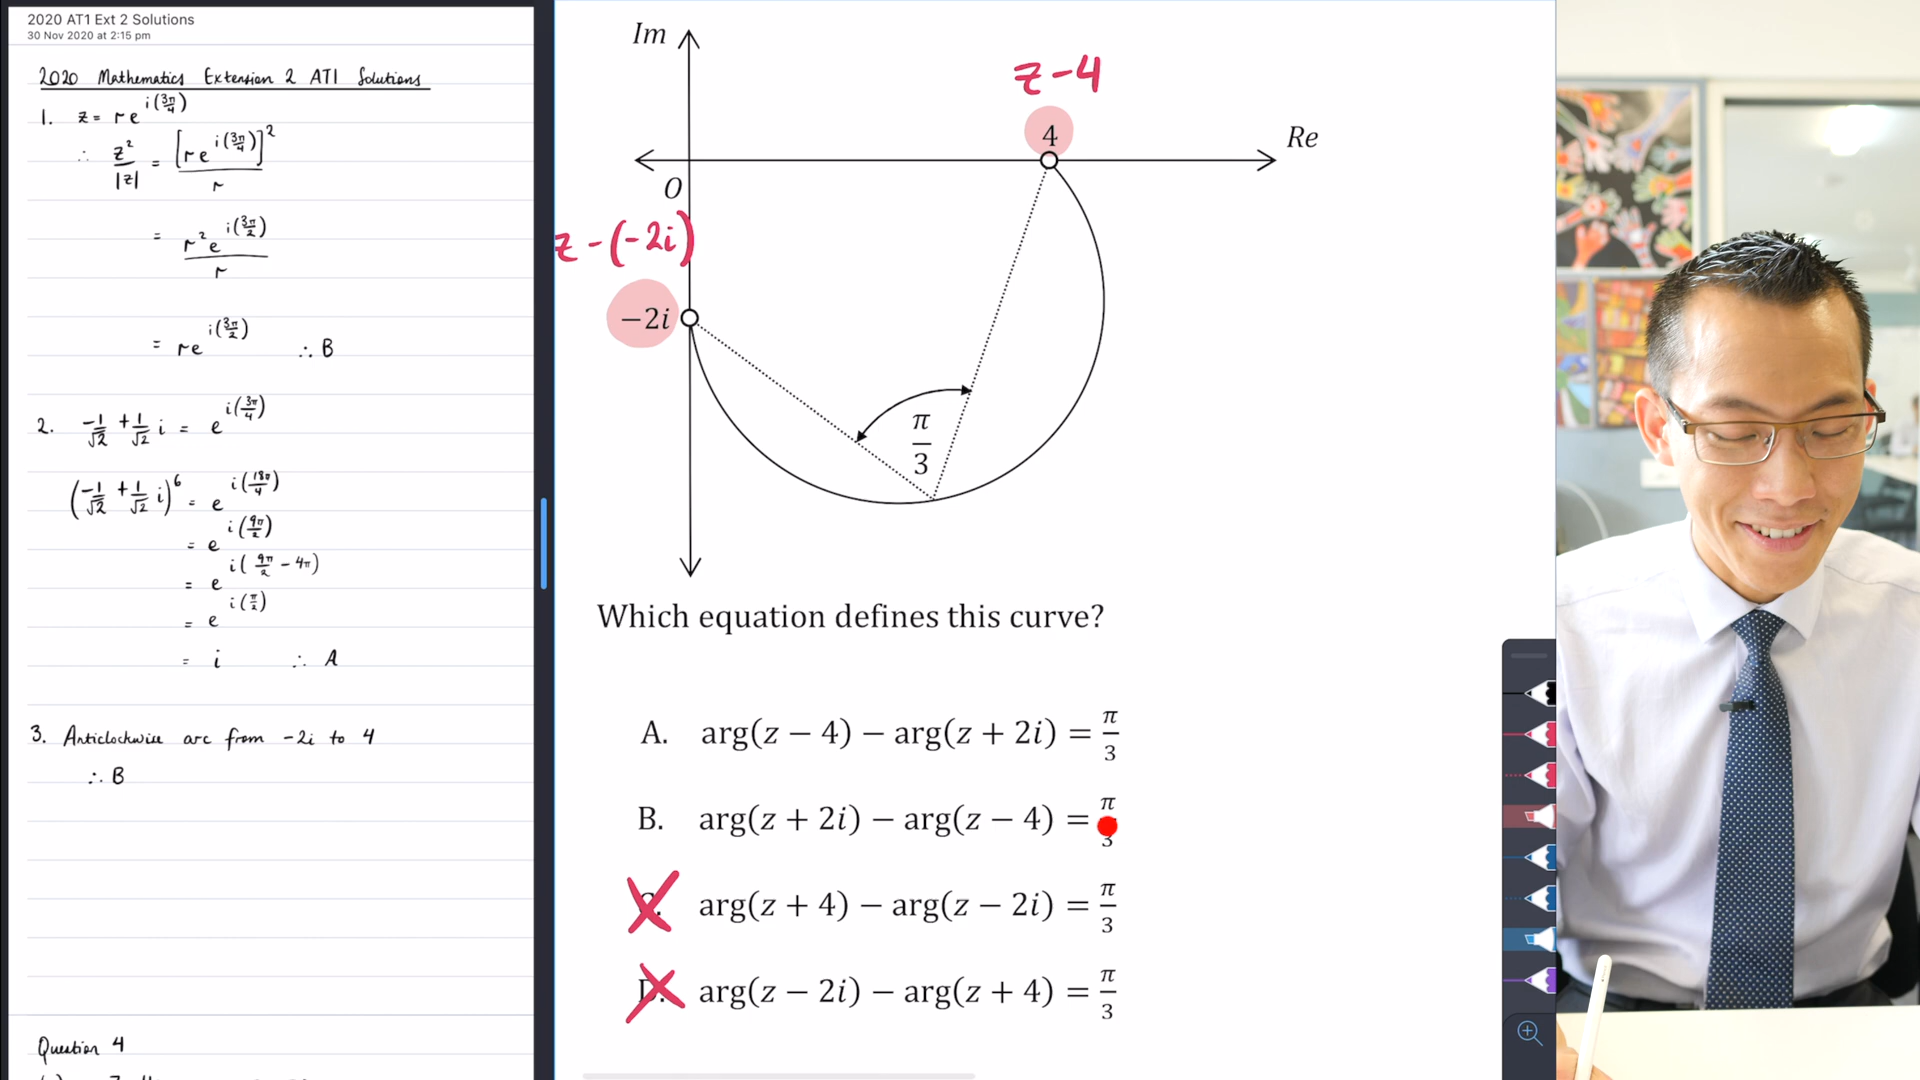 2020 AT1 Ext 2 Solutions
30 Nov 2020 at 2:15 pm
2020 Mathematics Extension 2 AT1 Solutions
1. z = re^{i(3π/4)}
∴ z²/|z| = [re^{i(3π/4)}]²/r
= r²e^{i(3π/2)}/r
= re^{i(3π/2)} ∴ B
2. -1/√2 + 1/√2 i = e^{i(3π/4)}
(-1/√2 + 1/√2 i)⁶ = e^{i(18π/4)}
= e^{i(9π/2)}
= e^{i(9π/2 - 4π)}
= e^{i(π/2)}
= i ∴ A
3. Anticlockwise arc from -2i to 4
∴ B
Question 4
Im
z-4
4
Re
O
z-(-2i)
−2i
π/3
Which equation defines this curve?
A. arg(z − 4) − arg(z + 2i) = π/3
B. arg(z + 2i) − arg(z − 4) = π/3
C. arg(z + 4) − arg(z − 2i) = π/3
D. arg(z − 2i) − arg(z + 4) = π/3